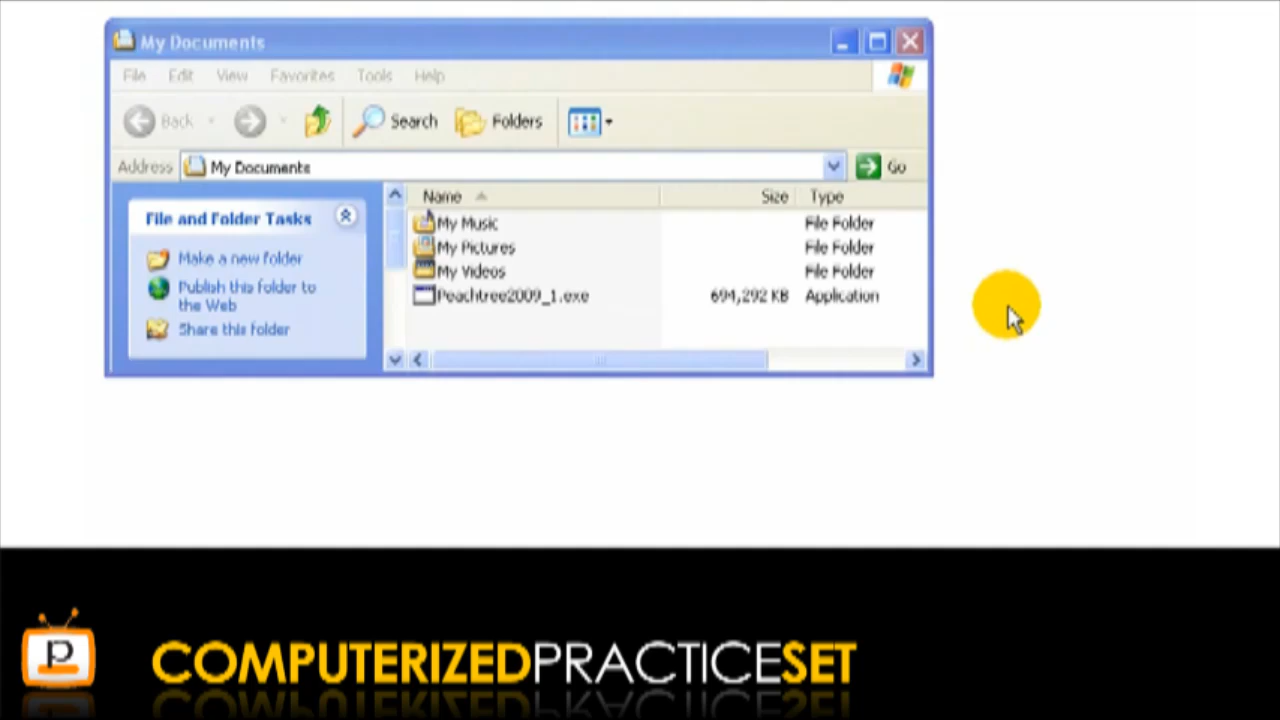 My Documents
File Edit View Favorites Tools Help
Back Search Folders
Address My Documents Go
File and Folder Tasks
Make a new folder
Publish this folder to
the Web
Share this folder
Name Size Type
My Music File Folder
My Pictures File Folder
My Videos File Folder
Peachtree2009_1.exe 694,292 KB Application
p
COMPUTERIZEDPRACTICESET